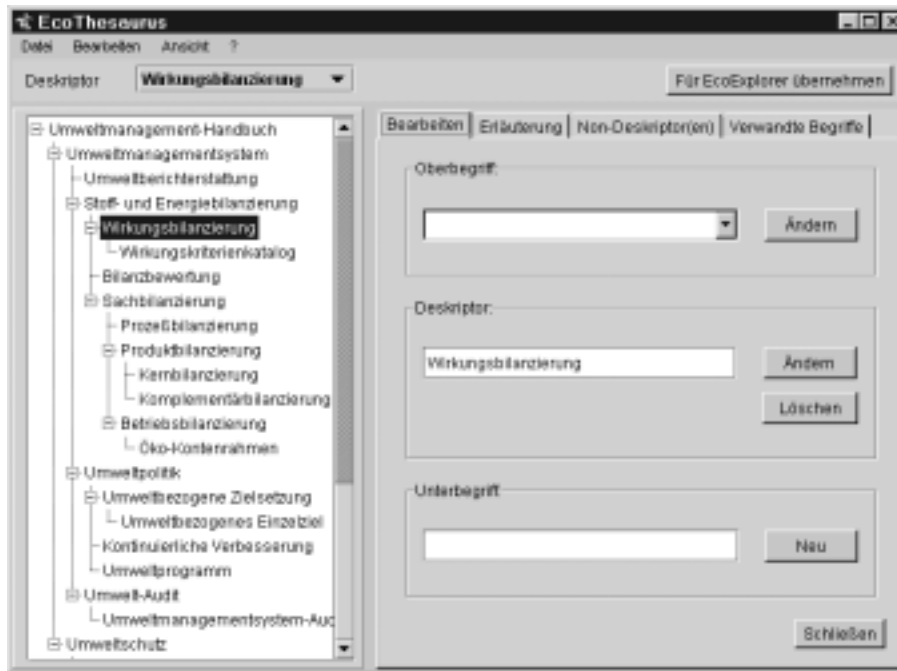 EcoThesaurus
Datei Bearbeiten Ansicht ?
Deskriptor Wirkungsbilanzierung Für EcoExplorer übernehmen
Umweltmanagement-Handbuch
Umweltmanagementsystem
Umweltberichterstattung
Stoff- und Energiebilanzierung
Wirkungsbilanzierung
Wirkungskriterienkatalog
Bilanzbewertung
Sachbilanzierung
Prozeßbilanzierung
Produktbilanzierung
Kernbilanzierung
Komplementärbilanzierung
Betriebsbilanzierung
Öko-Kontenrahmen
Umweltpolitik
Umweltbezogene Zielsetzung
Umweltbezogenes Einzelziel
Kontinuierliche Verbesserung
Umweltprogramm
Umwelt-Audit
Umweltmanagementsystem-Auc
Umweltschutz
Bearbeiten Erläuterung Non-Deskriptor(en) Verwandte Begriffe
Oberbegriff:
Ändern
Deskriptor:
Wirkungsbilanzierung Ändern
Löschen
Unterbegriff
Neu
Schließen